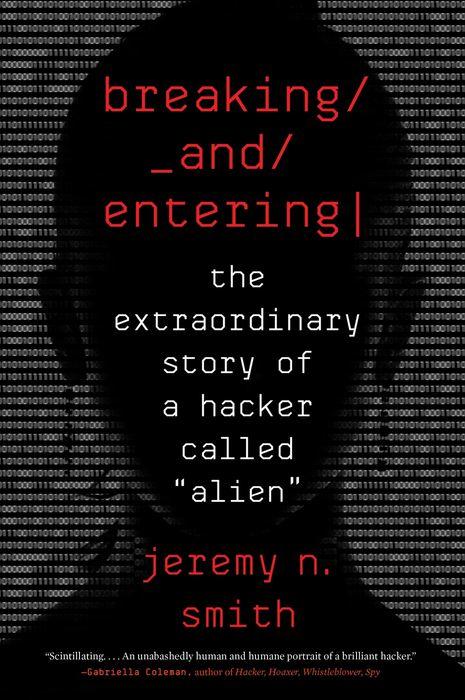 breaking/
_and/
entering|
the
extraordinary
story of
a hacker
called
“alien”
jeremy n.
smith
“Scintillating. . . . An unabashedly human and humane portrait of a brilliant hacker.”
—Gabriella Coleman, author of Hacker, Hoaxer, Whistleblower, Spy